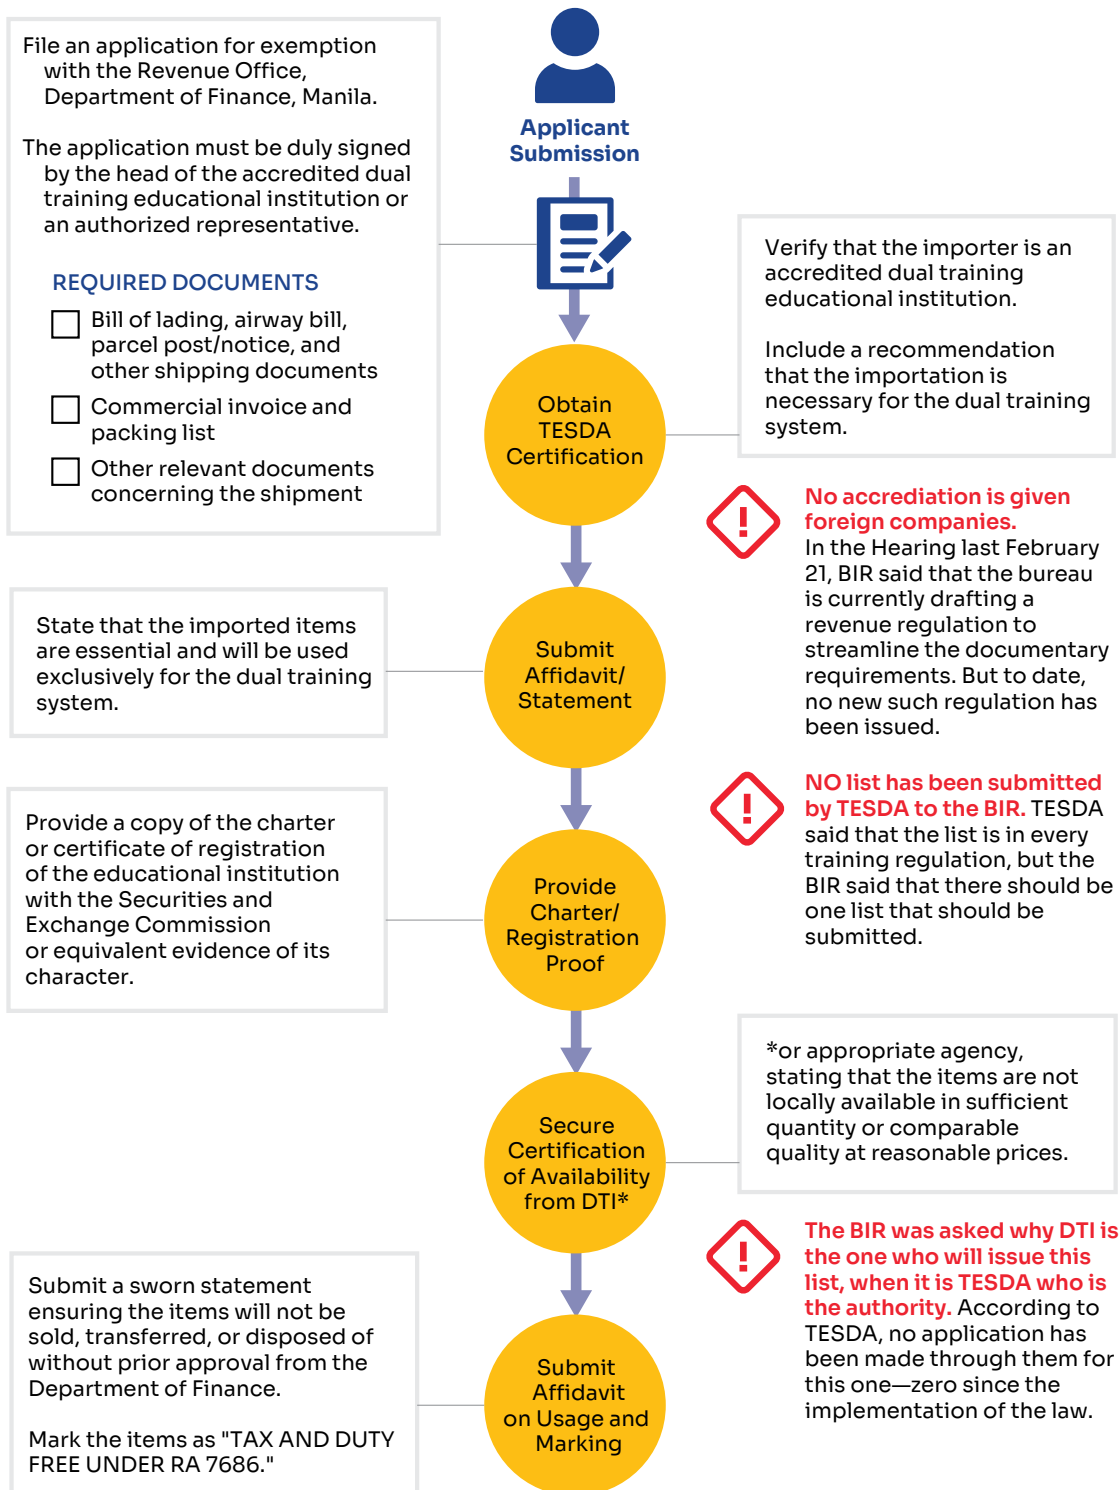 File an application for exemption
with the Revenue Office,
Department of Finance, Manila.
The application must be duly signed
by the head of the accredited dual
training educational institution or
an authorized representative.
REQUIRED DOCUMENTS
Bill of lading, airway bill,
parcel post/notice, and
other shipping documents
Commercial invoice and
packing list
Other relevant documents
concerning the shipment
Applicant
Submission
Obtain
TESDA
Certification
Verify that the importer is an
accredited dual training
educational institution.
Include a recommendation
that the importation is
necessary for the dual training
system.
No accrediation is given
foreign companies.
In the Hearing last February
21, BIR said that the bureau
is currently drafting a
revenue regulation to
streamline the documentary
requirements. But to date,
no new such regulation has
been issued.
State that the imported items
are essential and will be used
exclusively for the dual training
system.
Submit
Affidavit/
Statement
NO list has been submitted
by TESDA to the BIR. TESDA
said that the list is in every
training regulation, but the
BIR said that there should be
one list that should be
submitted.
Provide a copy of the charter
or certificate of registration
of the educational institution
with the Securities and
Exchange Commission
or equivalent evidence of its
character.
Provide
Charter/
Registration
Proof
Secure
Certification
of Availability
from DTI*
*or appropriate agency,
stating that the items are not
locally available in sufficient
quantity or comparable
quality at reasonable prices.
The BIR was asked why DTI is
the one who will issue this
list, when it is TESDA who is
the authority. According to
TESDA, no application has
been made through them for
this one—zero since the
implementation of the law.
Submit a sworn statement
ensuring the items will not be
sold, transferred, or disposed of
without prior approval from the
Department of Finance.
Mark the items as "TAX AND DUTY
FREE UNDER RA 7686."
Submit
Affidavit
on Usage and
Marking